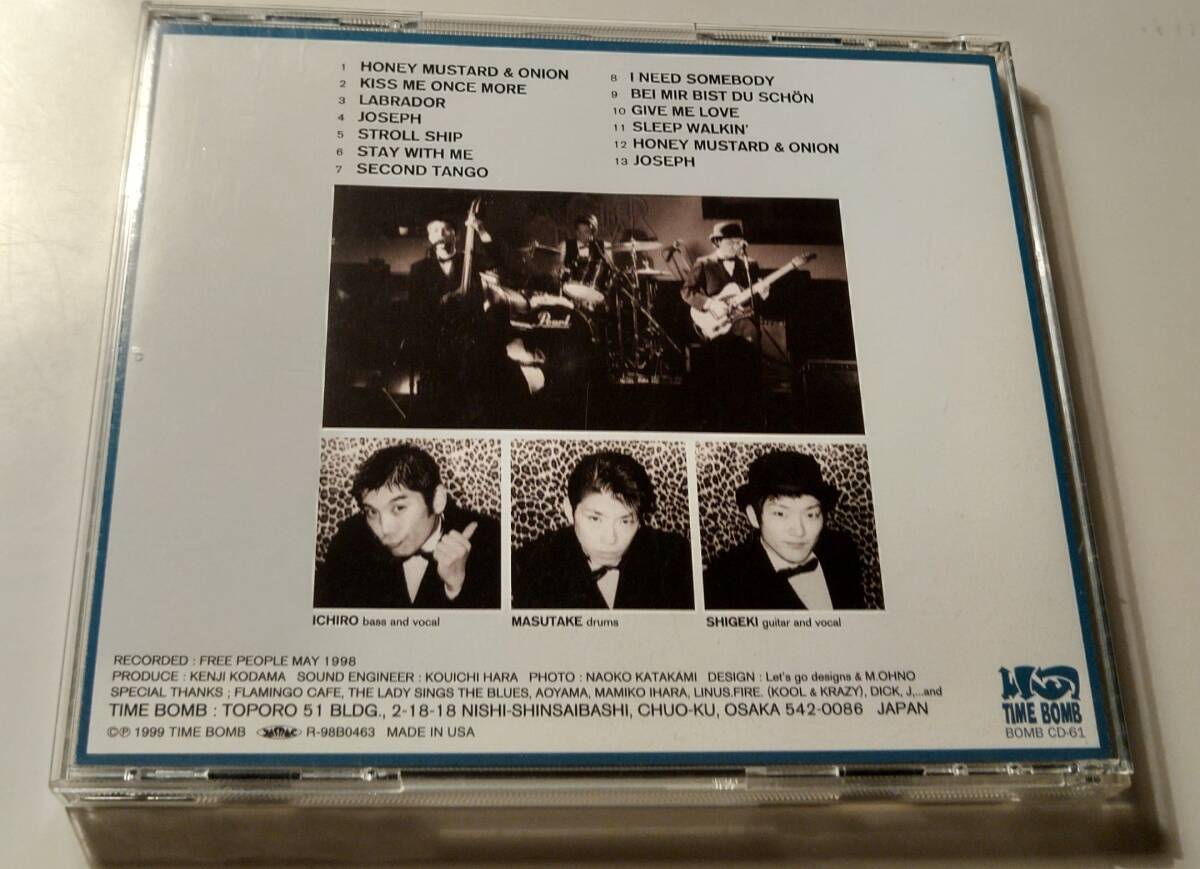 1 HONEY MUSTARD & ONION
2 KISS ME ONCE MORE
3 LABRADOR
4 JOSEPH
5 STROLL SHIP
6 STAY WITH ME
7 SECOND TANGO
8 I NEED SOMEBODY
9 BEI MIR BIST DU SCHÖN
10 GIVE ME LOVE
11 SLEEP WALKIN'
12 HONEY MUSTARD & ONION
13 JOSEPH
Pearl
ICHIRO bass and vocal
MASUTAKE drums
SHIGEKI guitar and vocal
RECORDED : FREE PEOPLE MAY 1998
PRODUCE : KENJI KODAMA SOUND ENGINEER : KOUICHI HARA PHOTO : NAOKO KATAKAMI DESIGN : Let's go designs & M.OHNO
SPECIAL THANKS ; FLAMINGO CAFE, THE LADY SINGS THE BLUES, AOYAMA, MAMIKO IHARA, LINUS.FIRE. (KOOL & KRAZY), DICK, J,...and
TIME BOMB : TOPORO 51 BLDG., 2-18-18 NISHI-SHINSAIBASHI, CHUO-KU, OSAKA 542-0086 JAPAN
©℗ 1999 TIME BOMB JASRAC R-98B0463 MADE IN USA
TIME BOMB
BOMB CD-61